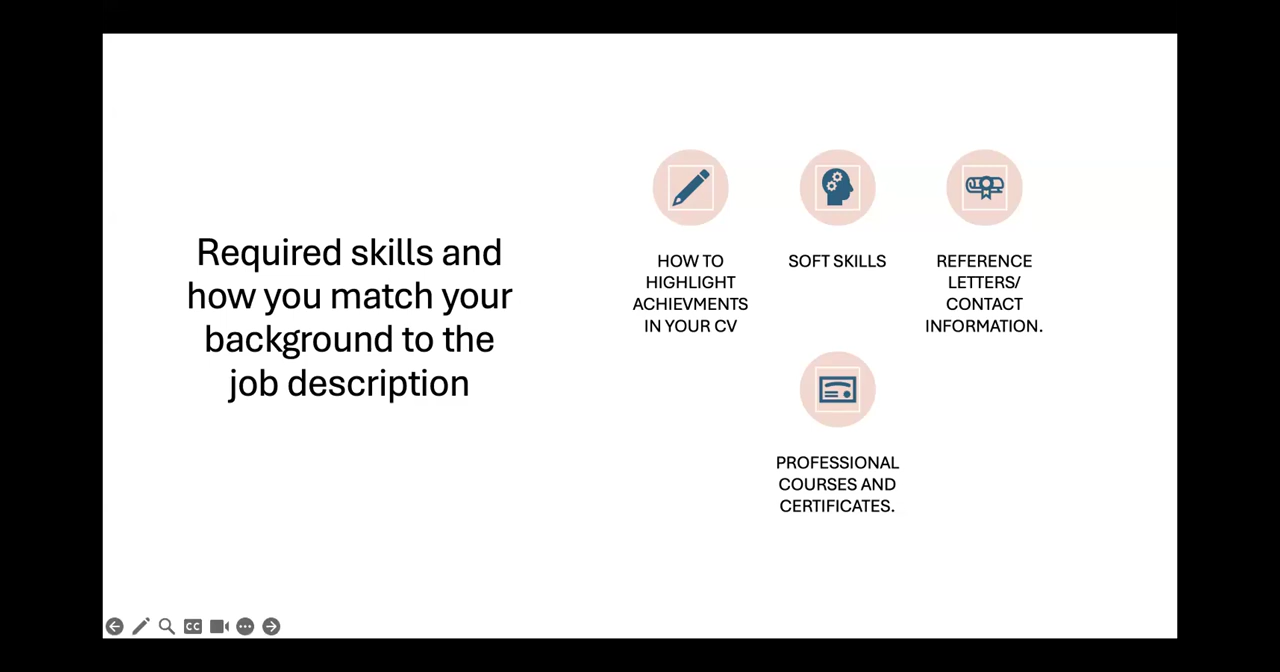 Required skills and
how you match your
background to the
job description
HOW TO
HIGHLIGHT
ACHIEVMENTS
IN YOUR CV
SOFT SKILLS
REFERENCE
LETTERS/
CONTACT
INFORMATION.
PROFESSIONAL
COURSES AND
CERTIFICATES.
CC